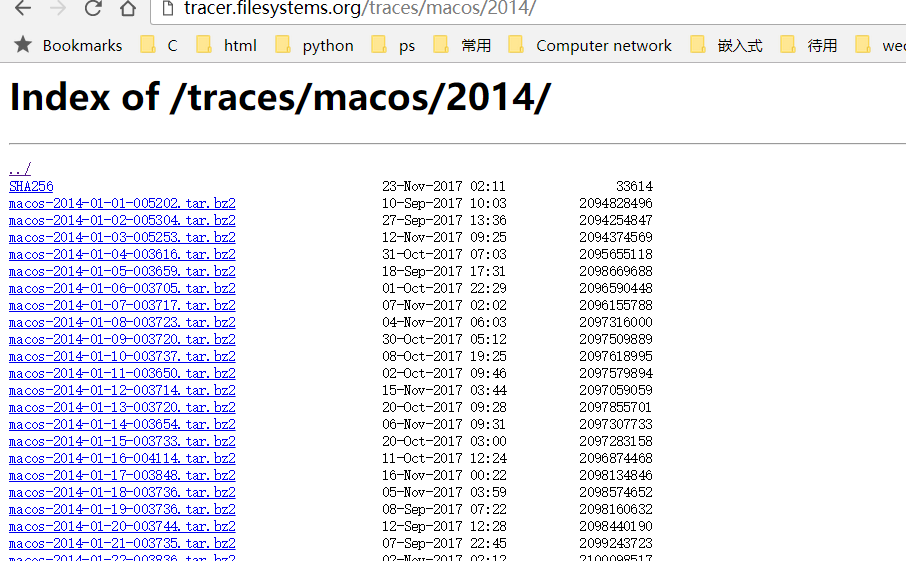 tracer.filesystems.org/traces/macos/2014/
Bookmarks C html python ps 常用 Computer network 嵌入式 待用
Index of /traces/macos/2014/
../
SHA256 23-Nov-2017 02:11 33614
macos-2014-01-01-005202.tar.bz2 10-Sep-2017 10:03 2094828496
macos-2014-01-02-005304.tar.bz2 27-Sep-2017 13:36 2094254847
macos-2014-01-03-005253.tar.bz2 12-Nov-2017 09:25 2094374569
macos-2014-01-04-003616.tar.bz2 31-Oct-2017 07:03 2095655118
macos-2014-01-05-003659.tar.bz2 18-Sep-2017 17:31 2098669688
macos-2014-01-06-003705.tar.bz2 01-Oct-2017 22:29 2096590448
macos-2014-01-07-003717.tar.bz2 07-Nov-2017 02:02 2096155788
macos-2014-01-08-003723.tar.bz2 04-Nov-2017 06:03 2097316000
macos-2014-01-09-003720.tar.bz2 30-Oct-2017 05:12 2097509889
macos-2014-01-10-003737.tar.bz2 08-Oct-2017 19:25 2097618995
macos-2014-01-11-003650.tar.bz2 02-Oct-2017 09:46 2097579894
macos-2014-01-12-003714.tar.bz2 15-Nov-2017 03:44 2097059059
macos-2014-01-13-003720.tar.bz2 20-Oct-2017 09:28 2097855701
macos-2014-01-14-003654.tar.bz2 06-Nov-2017 09:31 2097307733
macos-2014-01-15-003733.tar.bz2 20-Oct-2017 03:00 2097283158
macos-2014-01-16-004114.tar.bz2 11-Oct-2017 12:24 2096874468
macos-2014-01-17-003848.tar.bz2 16-Nov-2017 00:22 2098134846
macos-2014-01-18-003736.tar.bz2 05-Nov-2017 03:59 2098574652
macos-2014-01-19-003736.tar.bz2 08-Sep-2017 07:22 2098160632
macos-2014-01-20-003744.tar.bz2 12-Sep-2017 12:28 2098440190
macos-2014-01-21-003735.tar.bz2 07-Sep-2017 22:45 2099243723
macos-2014-01-22-003836.tar.bz2 02-Nov-2017 02:12 2100098517